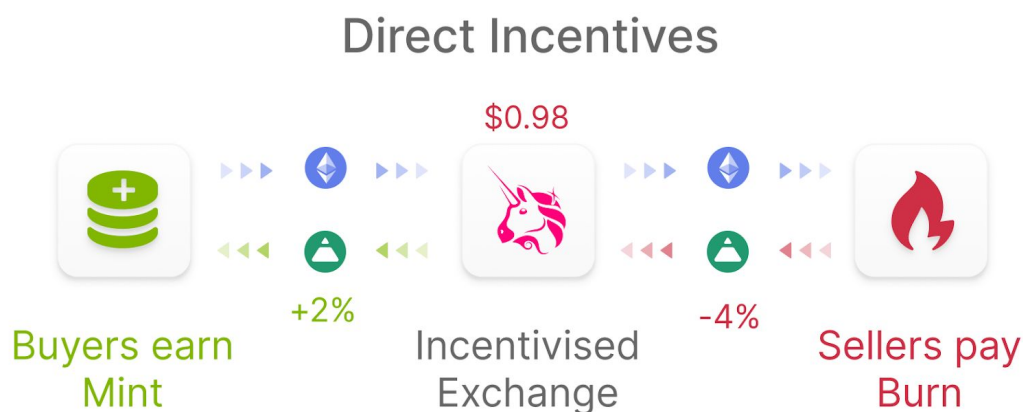 Direct Incentives
$0.98
+2%
-4%
Buyers earn
Mint
Incentivised
Exchange
Sellers pay
Burn